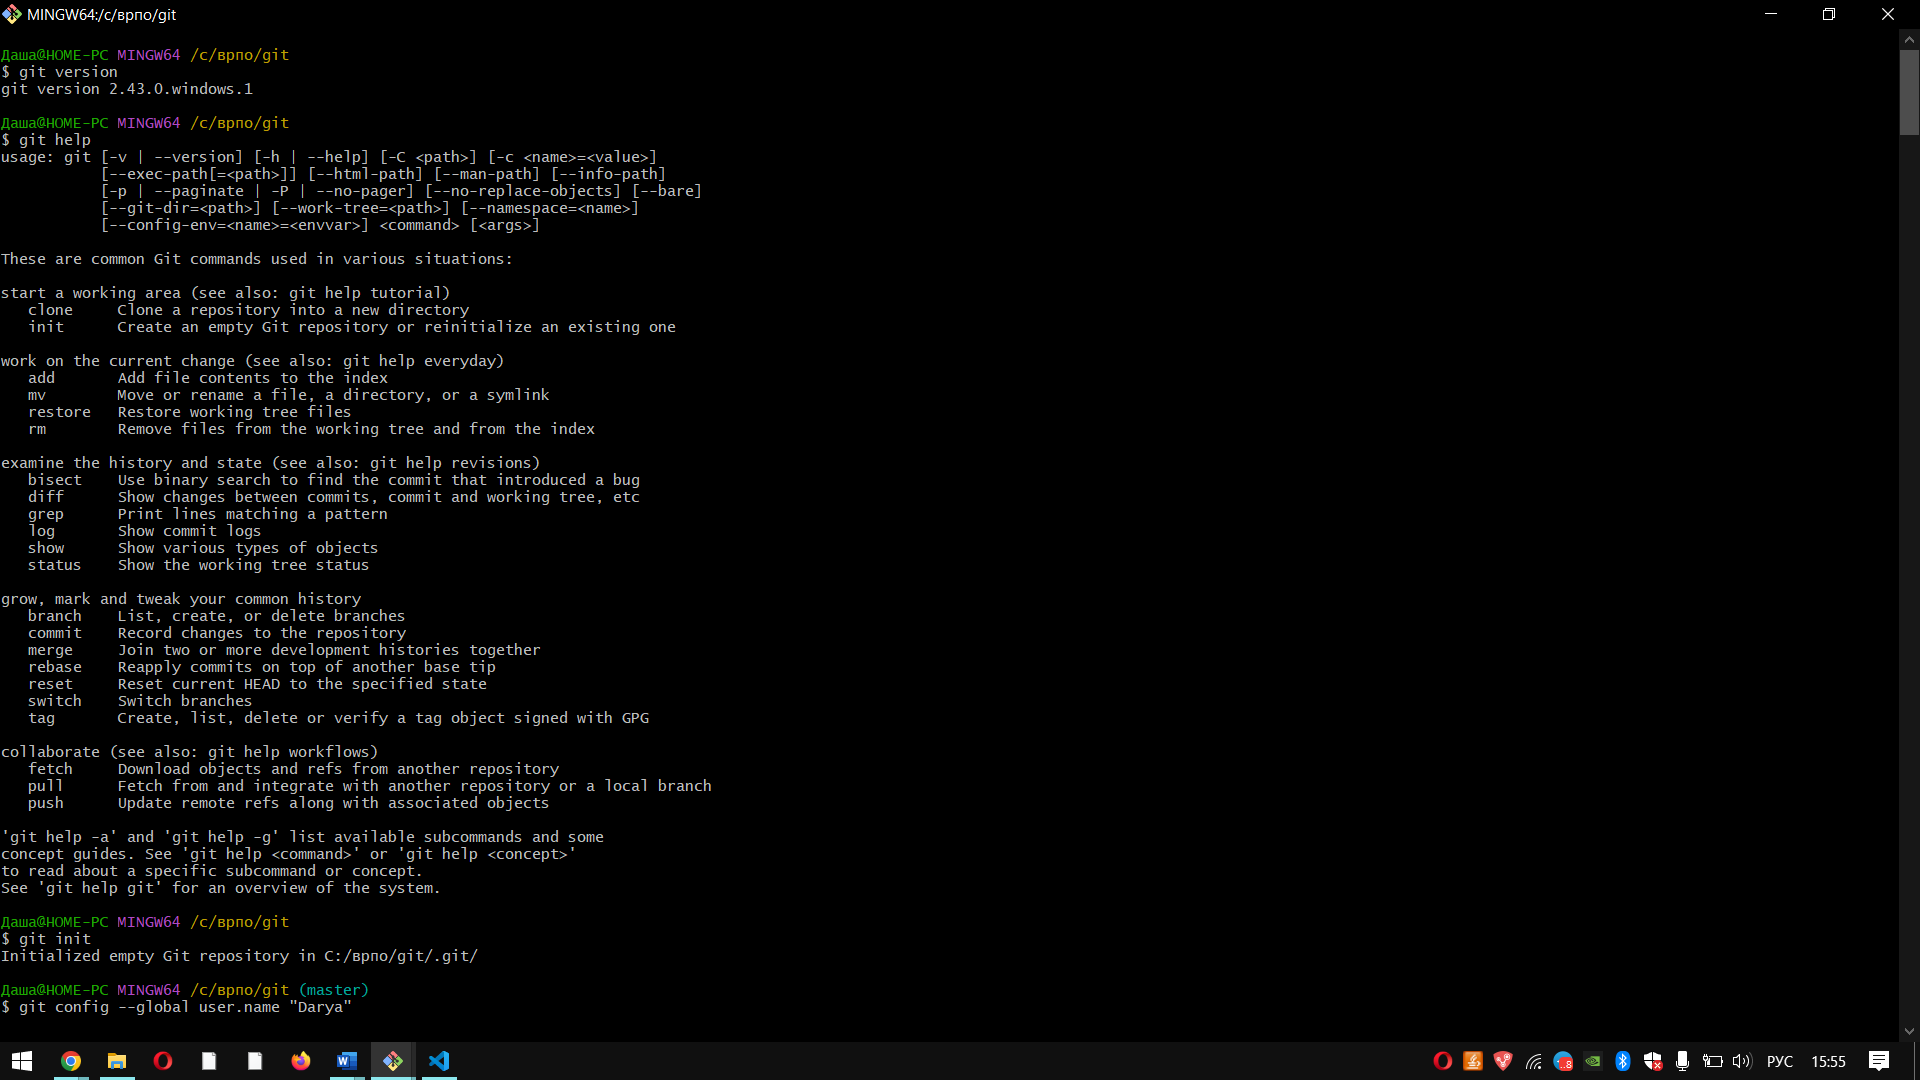 MINGW64:/c/врпо/git
Даша@HOME-PC MINGW64 /c/врпо/git
$ git version
git version 2.43.0.windows.1
Даша@HOME-PC MINGW64 /c/врпо/git
$ git help
usage: git [-v | --version] [-h | --help] [-C <path>] [-c <name>=<value>]
           [--exec-path[=<path>]] [--html-path] [--man-path] [--info-path]
           [-p | --paginate | -P | --no-pager] [--no-replace-objects] [--bare]
           [--git-dir=<path>] [--work-tree=<path>] [--namespace=<name>]
           [--config-env=<name>=<envvar>] <command> [<args>]
These are common Git commands used in various situations:
start a working area (see also: git help tutorial)
   clone     Clone a repository into a new directory
   init      Create an empty Git repository or reinitialize an existing one
work on the current change (see also: git help everyday)
   add       Add file contents to the index
   mv        Move or rename a file, a directory, or a symlink
   restore   Restore working tree files
   rm        Remove files from the working tree and from the index
examine the history and state (see also: git help revisions)
   bisect    Use binary search to find the commit that introduced a bug
   diff      Show changes between commits, commit and working tree, etc
   grep      Print lines matching a pattern
   log       Show commit logs
   show      Show various types of objects
   status    Show the working tree status
grow, mark and tweak your common history
   branch    List, create, or delete branches
   commit    Record changes to the repository
   merge     Join two or more development histories together
   rebase    Reapply commits on top of another base tip
   reset     Reset current HEAD to the specified state
   switch    Switch branches
   tag       Create, list, delete or verify a tag object signed with GPG
collaborate (see also: git help workflows)
   fetch     Download objects and refs from another repository
   pull      Fetch from and integrate with another repository or a local branch
   push      Update remote refs along with associated objects
'git help -a' and 'git help -g' list available subcommands and some
concept guides. See 'git help <command>' or 'git help <concept>'
to read about a specific subcommand or concept.
See 'git help git' for an overview of the system.
Даша@HOME-PC MINGW64 /c/врпо/git
$ git init
Initialized empty Git repository in C:/врпо/git/.git/
Даша@HOME-PC MINGW64 /c/врпо/git (master)
$ git config --global user.name "Darya"
РУС 15:55